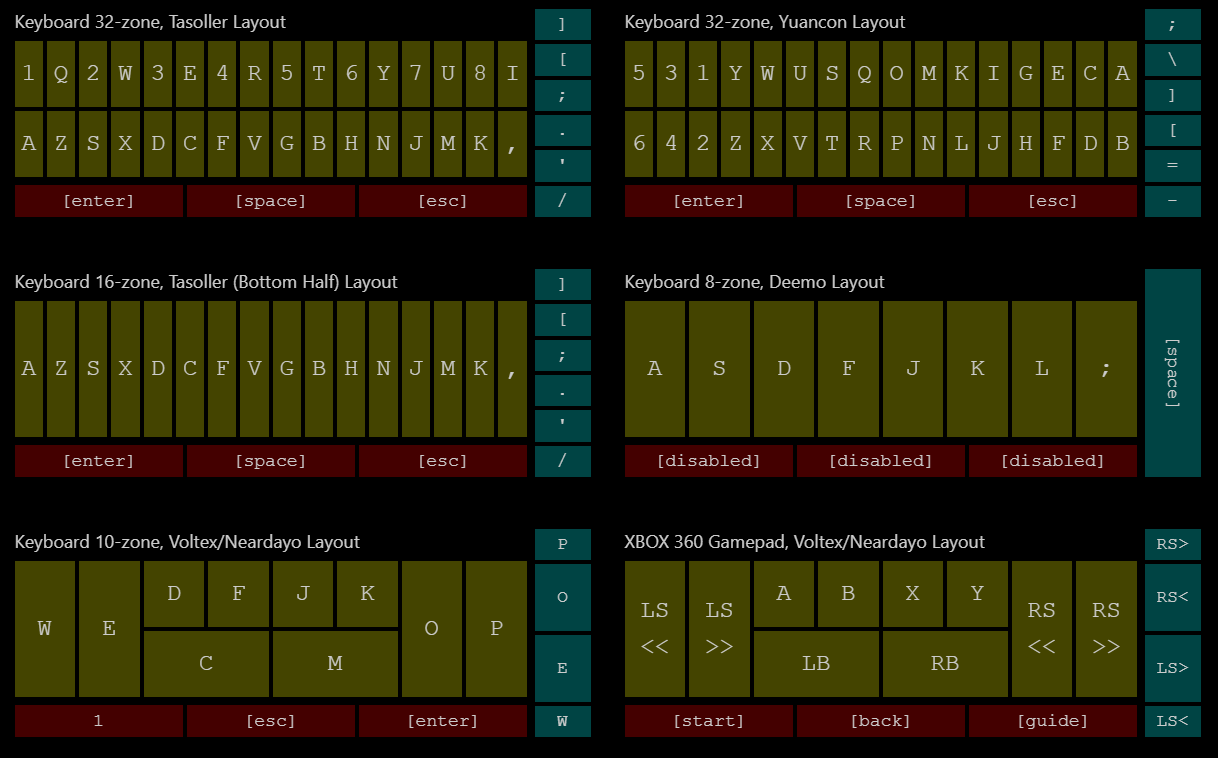 Keyboard 32-zone, Tasoller Layout
1 Q 2 W 3 E 4 R 5 T 6 Y 7 U 8 I
A Z S X D C F V G B H N J M K ,
[enter] [space] [esc]
]
[
;
.
'
/
Keyboard 32-zone, Yuancon Layout
5 3 1 Y W U S Q O M K I G E C A
6 4 2 Z X V T R P N L J H F D B
[enter] [space] [esc]
;
\
]
[
=
-
Keyboard 16-zone, Tasoller (Bottom Half) Layout
A Z S X D C F V G B H N J M K ,
[enter] [space] [esc]
]
[
;
.
'
/
Keyboard 8-zone, Deemo Layout
A S D F J K L ;
[disabled] [disabled] [disabled]
[space]
Keyboard 10-zone, Voltex/Neardayo Layout
D F J K
W E O P
C M
1 [esc] [enter]
P
O
E
W
XBOX 360 Gamepad, Voltex/Neardayo Layout
A B X Y
LS LS RS RS
<< >> << >>
LB RB
[start] [back] [guide]
RS>
RS<
LS>
LS<